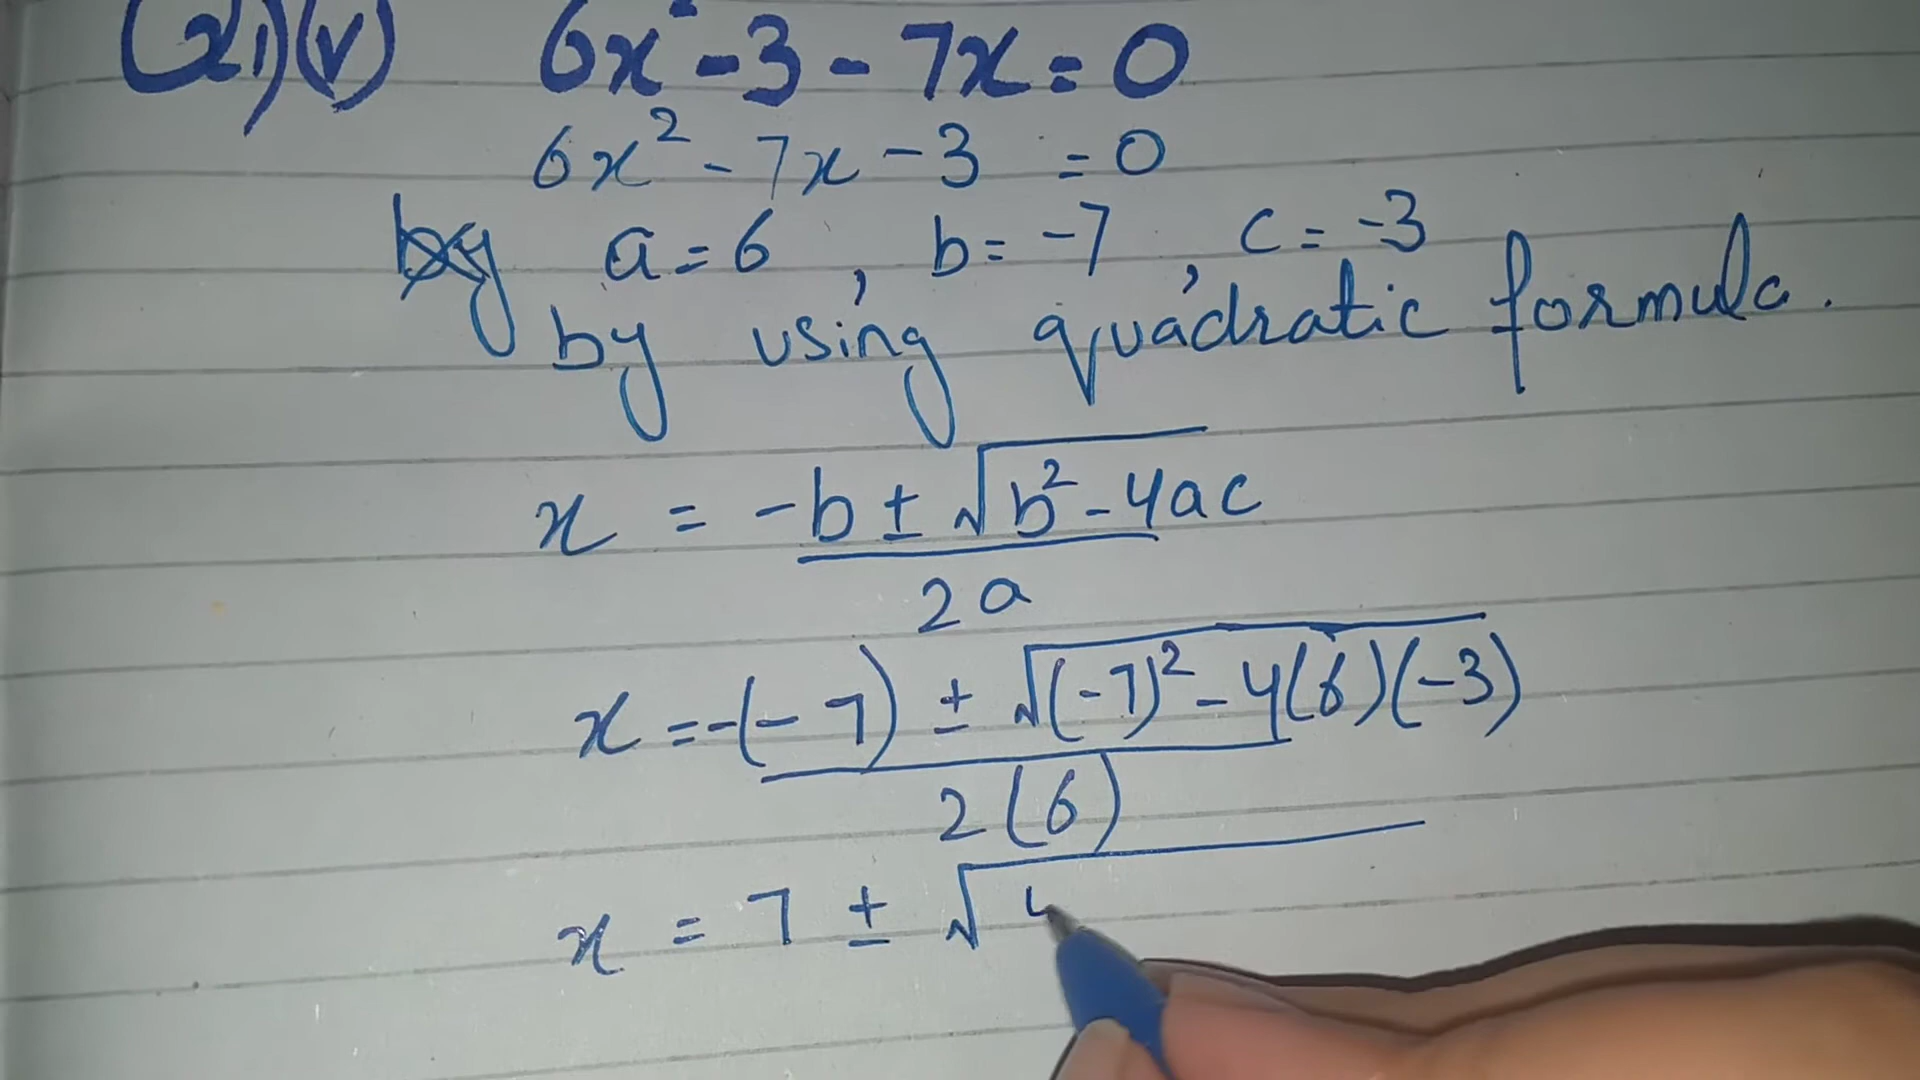 Q1)(v) 6x² - 3 - 7x = 0
6x² - 7x - 3 = 0
by a = 6 , b = -7 , c = -3
by using quadratic formula.
x = -b ± √b² - 4ac
2a
x = -(-7) ± √(-7)² - 4(6)(-3)
2(6)
x = 7 ± √4